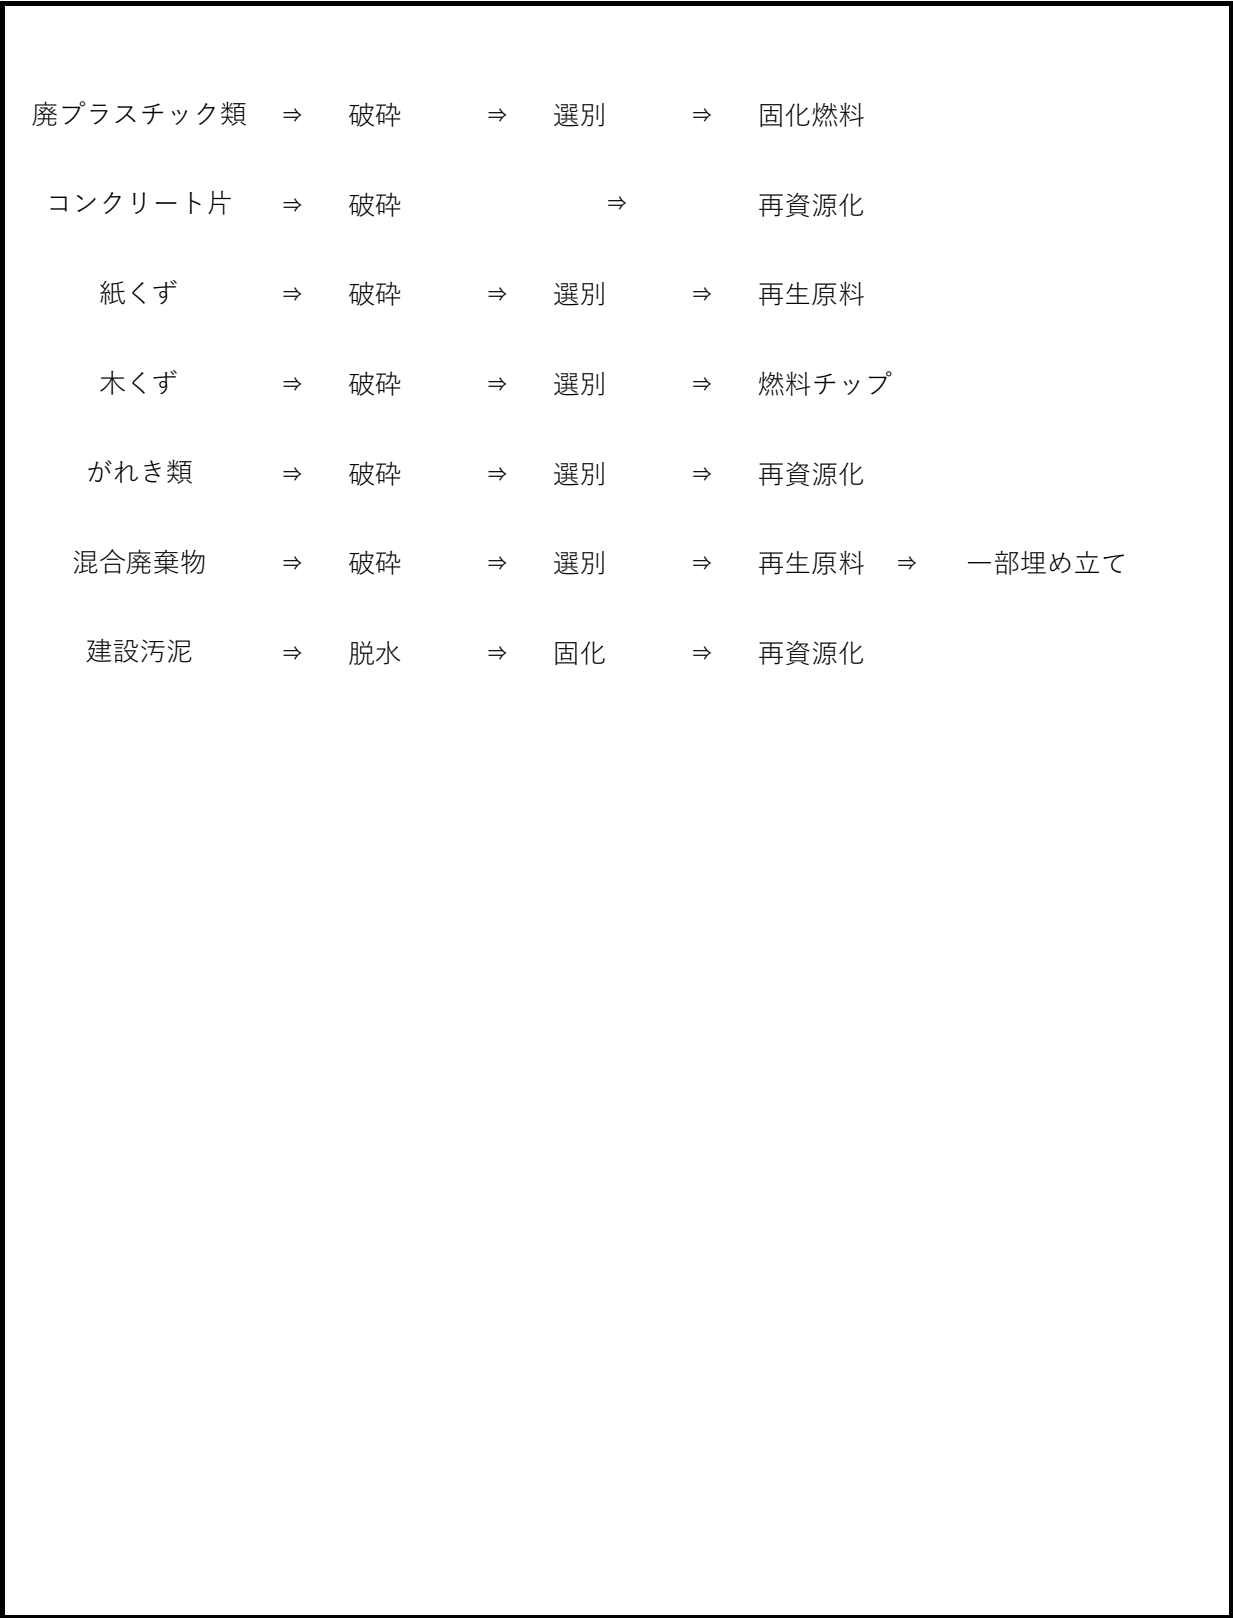 廃プラスチック類 ⇒ 破砕 ⇒ 選別 ⇒ 固化燃料
コンクリート片 ⇒ 破砕 ⇒ 再資源化
紙くず ⇒ 破砕 ⇒ 選別 ⇒ 再生原料
木くず ⇒ 破砕 ⇒ 選別 ⇒ 燃料チップ
がれき類 ⇒ 破砕 ⇒ 選別 ⇒ 再資源化
混合廃棄物 ⇒ 破砕 ⇒ 選別 ⇒ 再生原料 ⇒ 一部埋め立て
建設汚泥 ⇒ 脱水 ⇒ 固化 ⇒ 再資源化